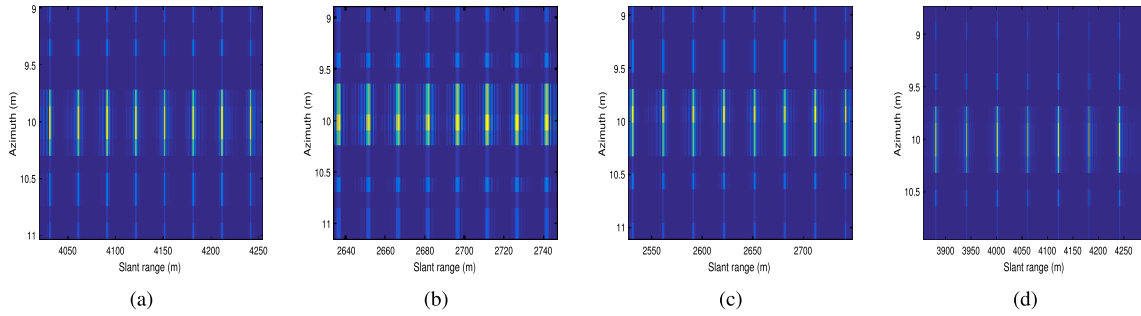 9
9.5
10
10.5
11
Azimuth (m)
4050 4100 4150 4200 4250
Slant range (m)
(a)
9
9.5
10
10.5
11
Azimuth (m)
2640 2660 2680 2700 2720 2740
Slant range (m)
(b)
9
9.5
10
10.5
11
Azimuth (m)
2550 2600 2650 2700
Slant range (m)
(c)
8.5
9
9.5
10
10.5
Azimuth (m)
3900 3950 4000 4050 4100 4150 4200 4250
Slant range (m)
(d)